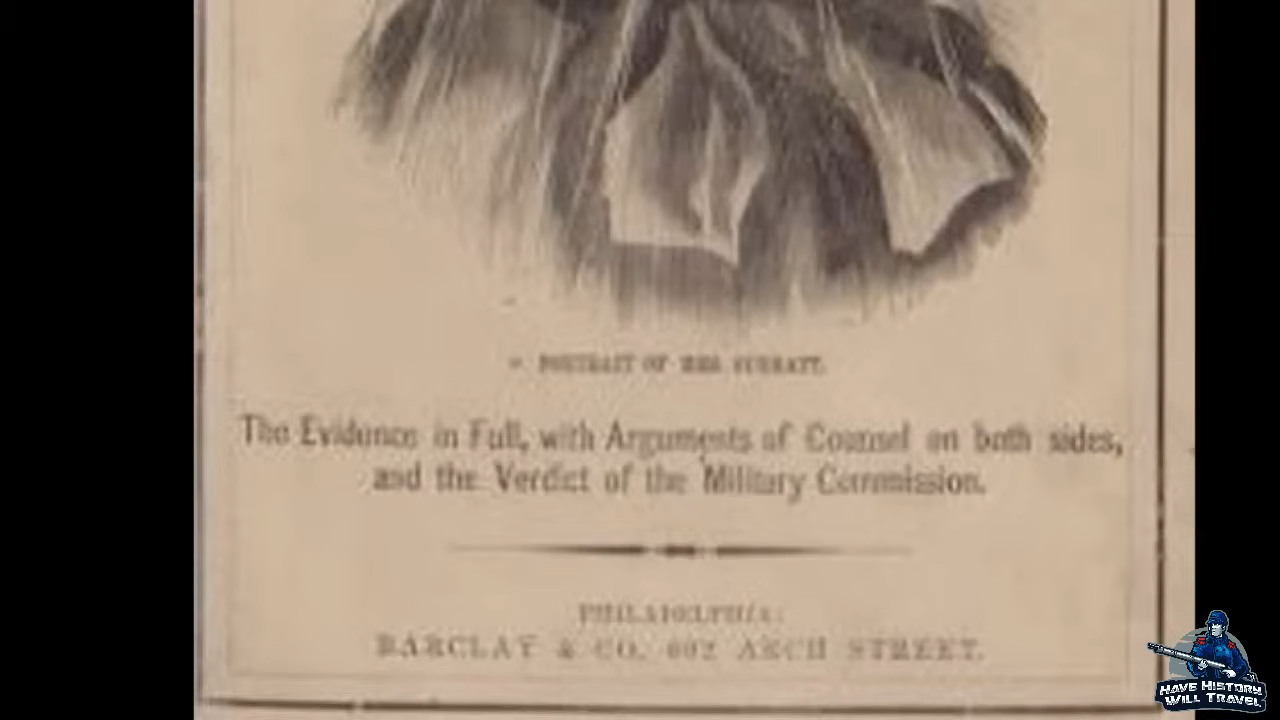 PORTRAIT OF MRS SURRATT.
The Evidence in Full, with Arguments of Counsel on both sides,
and the Verdict of the Military Commission.
PHILADELPHIA:
BARCLAY & CO. 602 ARCH STREET.
HAVE HISTORY
WILL TRAVEL